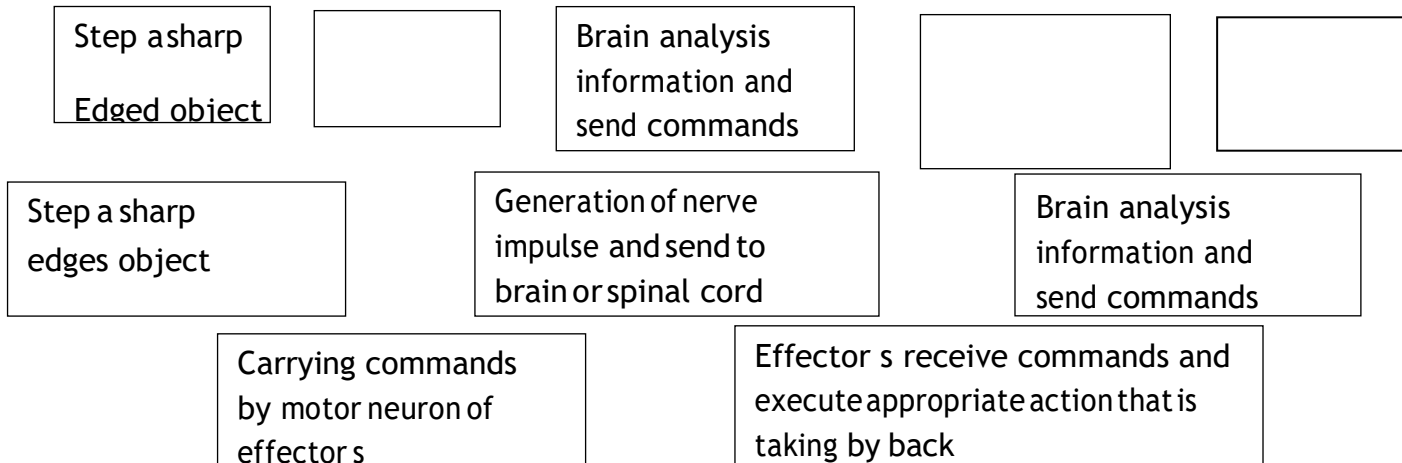 Step a sharp
Edged object
Brain analysis
information and
send commands
Step a sharp
edges object
Generation of nerve
impulse and send to
brain or spinal cord
Brain analysis
information and
send commands
Carrying commands
by motor neuron of
effector s
Effector s receive commands and
execute appropriate action that is
taking by back